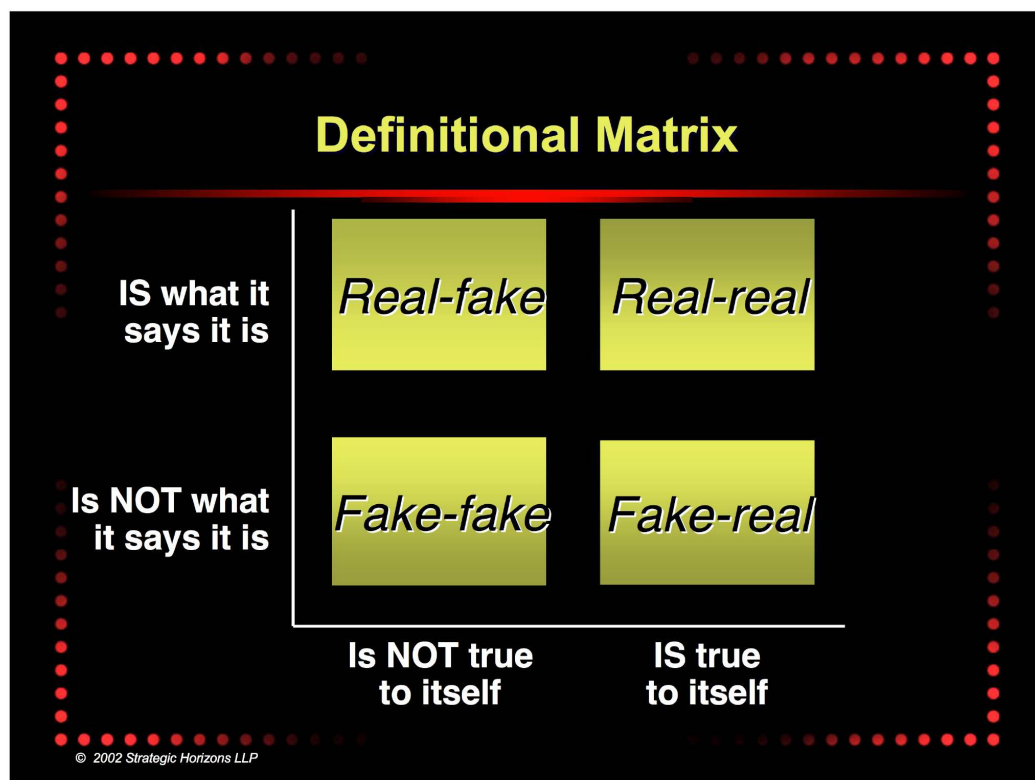 Definitional Matrix
IS what it
says it is
Real-fake
Real-real
Is NOT what
it says it is
Fake-fake
Fake-real
Is NOT true
to itself
IS true
to itself
© 2002 Strategic Horizons LLP